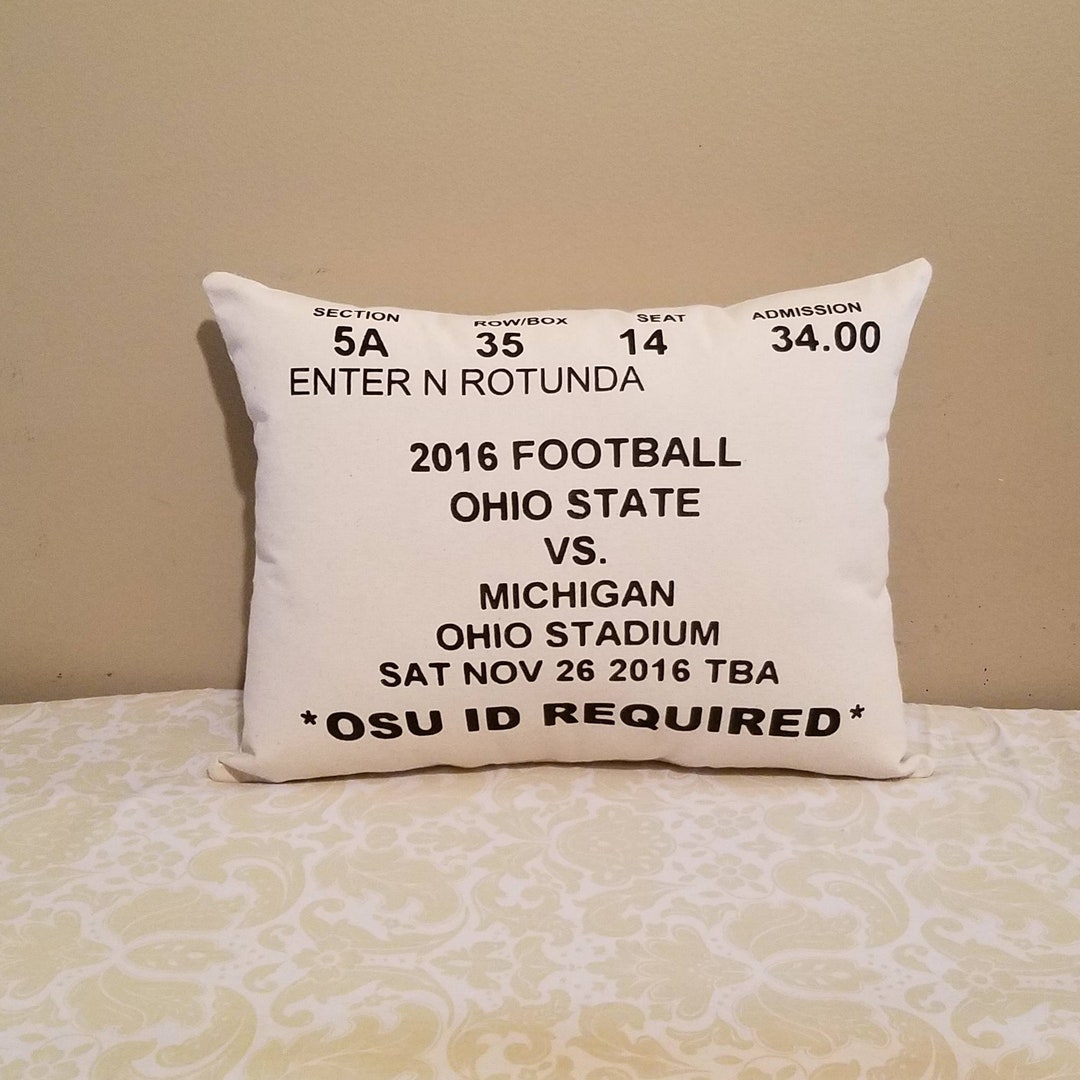 SECTION ROW/BOX SEAT ADMISSION
5A 35 14 34.00
ENTER N ROTUNDA
2016 FOOTBALL
OHIO STATE
VS.
MICHIGAN
OHIO STADIUM
SAT NOV 26 2016 TBA
*OSU ID REQUIRED*